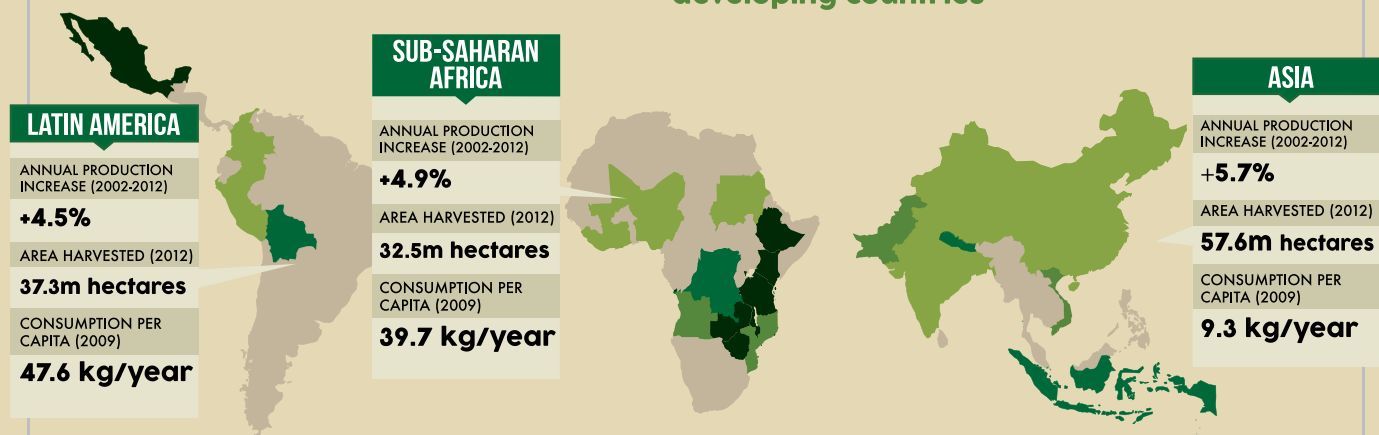 developing countries
LATIN AMERICA
ANNUAL PRODUCTION
INCREASE (2002-2012)
+4.5%
AREA HARVESTED (2012)
37.3m hectares
CONSUMPTION PER
CAPITA (2009)
47.6 kg/year
SUB-SAHARAN
AFRICA
ANNUAL PRODUCTION
INCREASE (2002-2012)
+4.9%
AREA HARVESTED (2012)
32.5m hectares
CONSUMPTION PER
CAPITA (2009)
39.7 kg/year
ASIA
ANNUAL PRODUCTION
INCREASE (2002-2012)
+5.7%
AREA HARVESTED (2012)
57.6m hectares
CONSUMPTION PER
CAPITA (2009)
9.3 kg/year